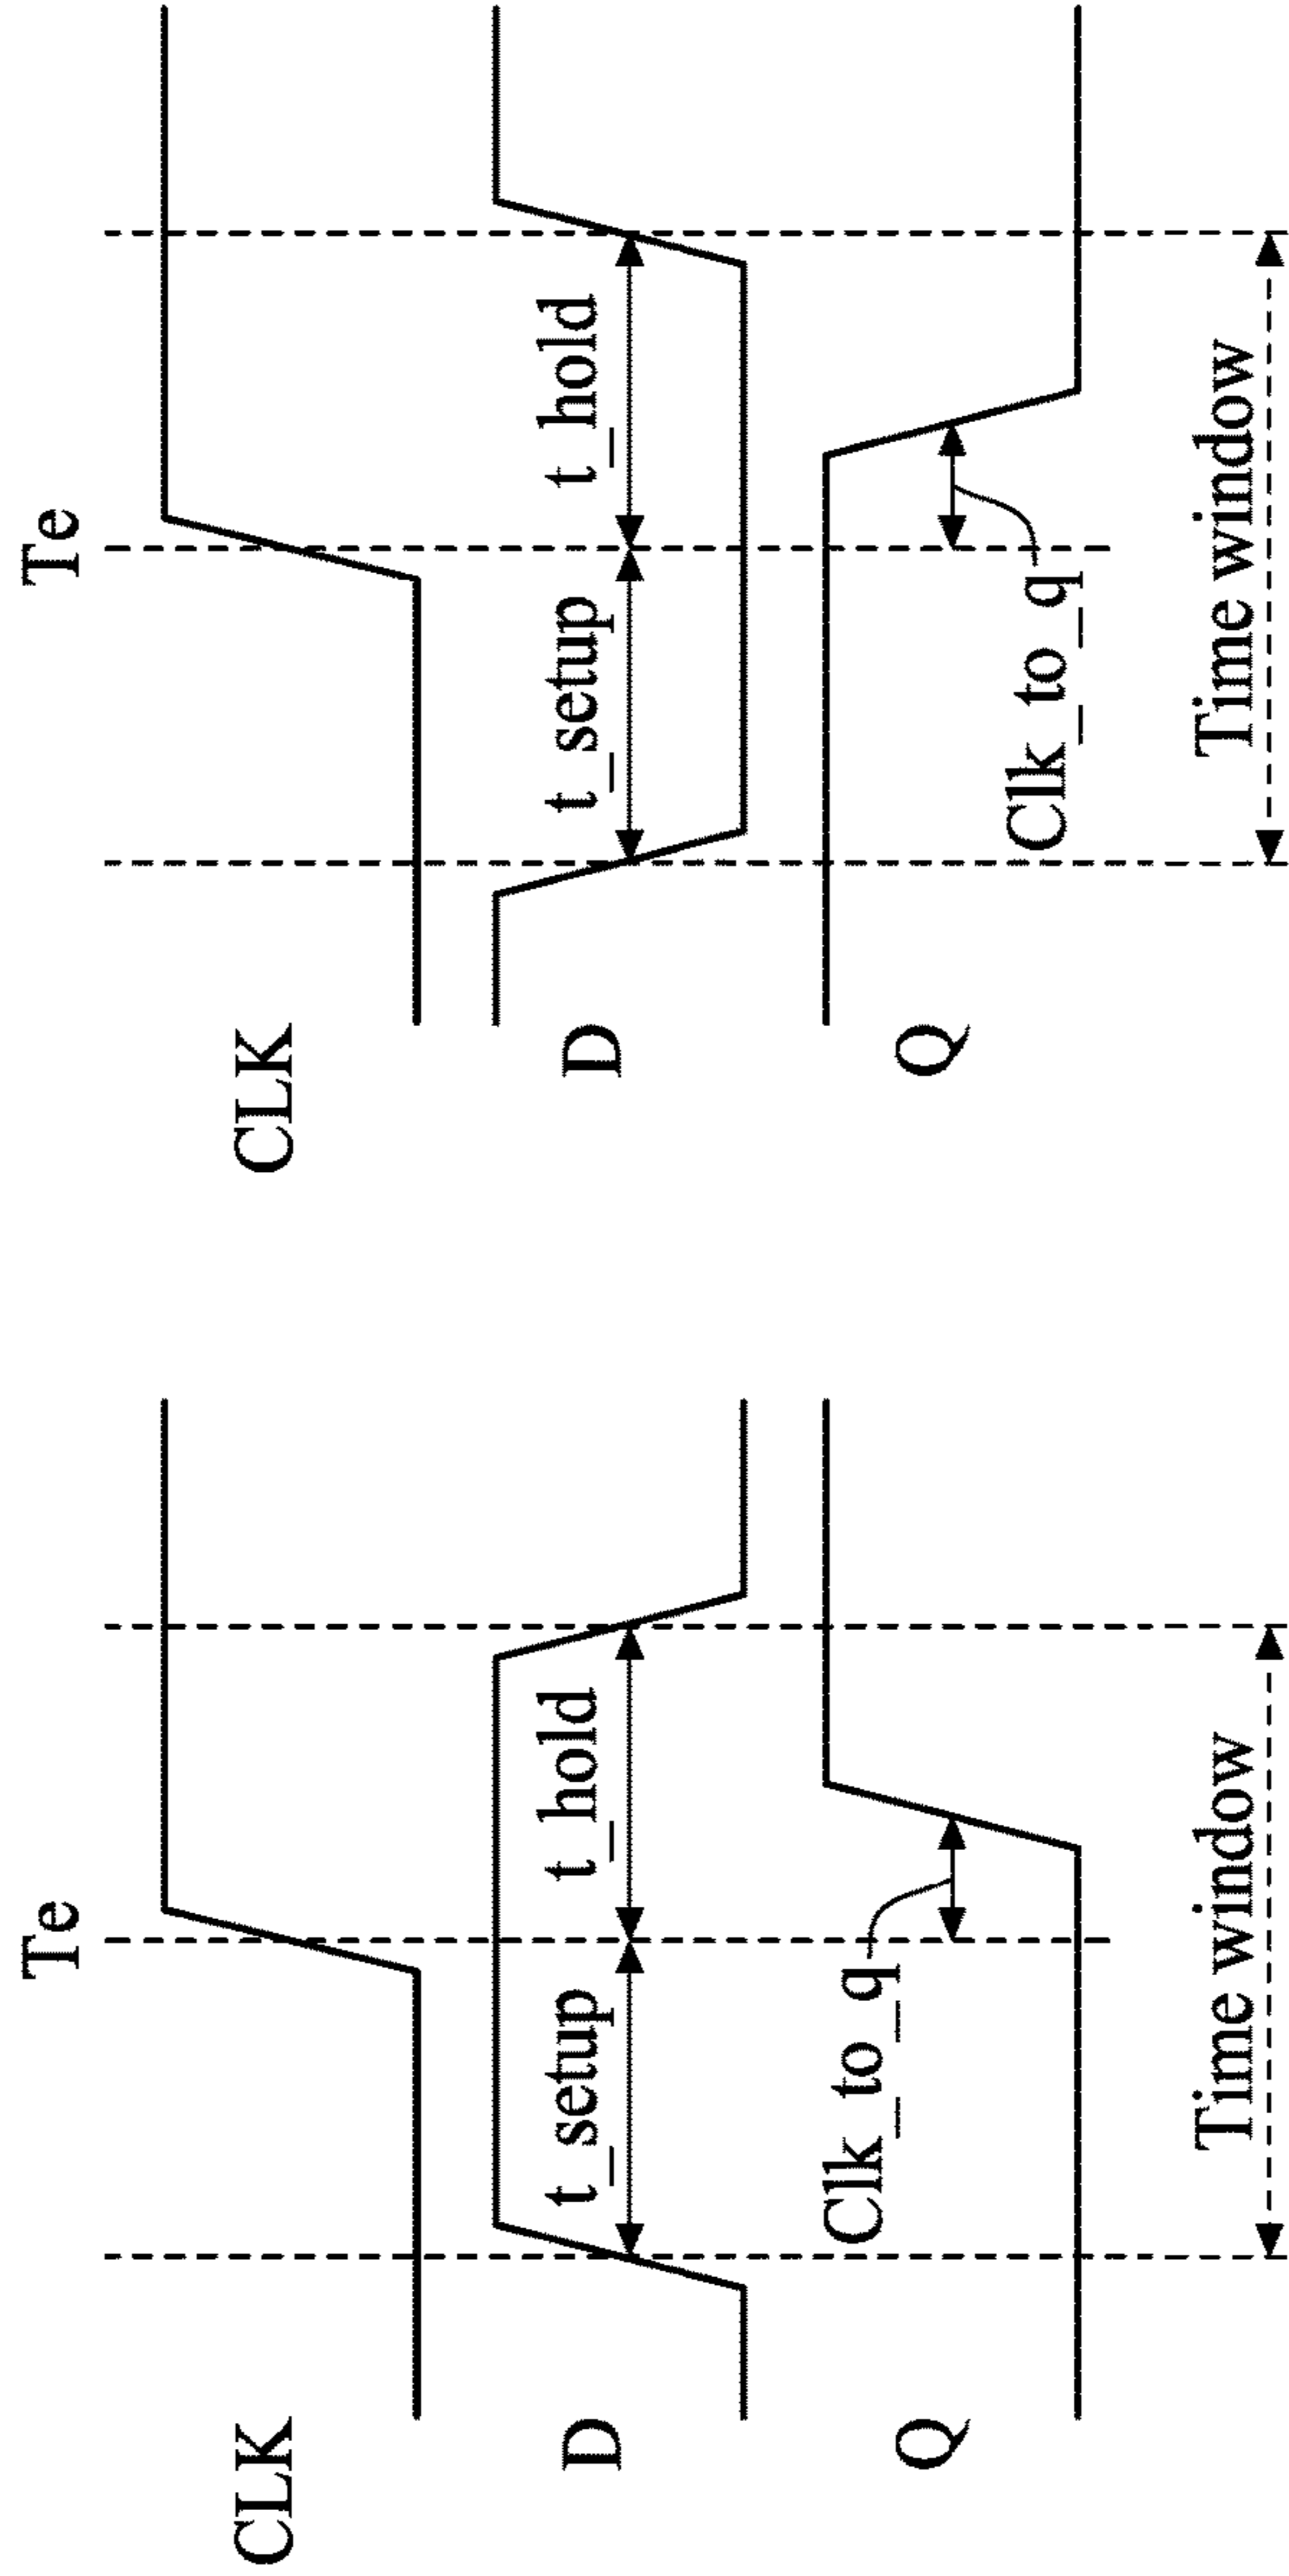 Te
CLK
t_setup
t_hold
D
Clk_to_q
Q
Time window
Te
CLK
t_setup
t_hold
D
Q
Clk_to_q
Time window